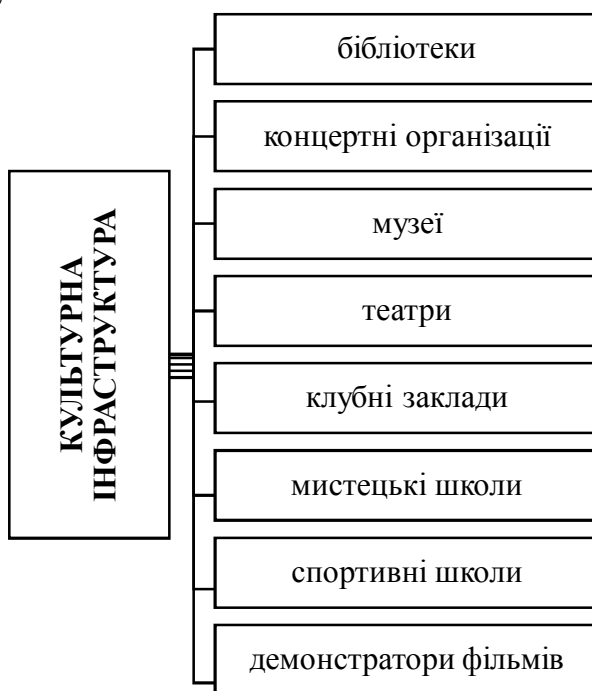 КУЛЬТУРНА
ІНФРАСТРУКТУРА
бібліотеки
концертні організації
музеї
театри
клубні заклади
мистецькі школи
спортивні школи
демонстратори фільмів